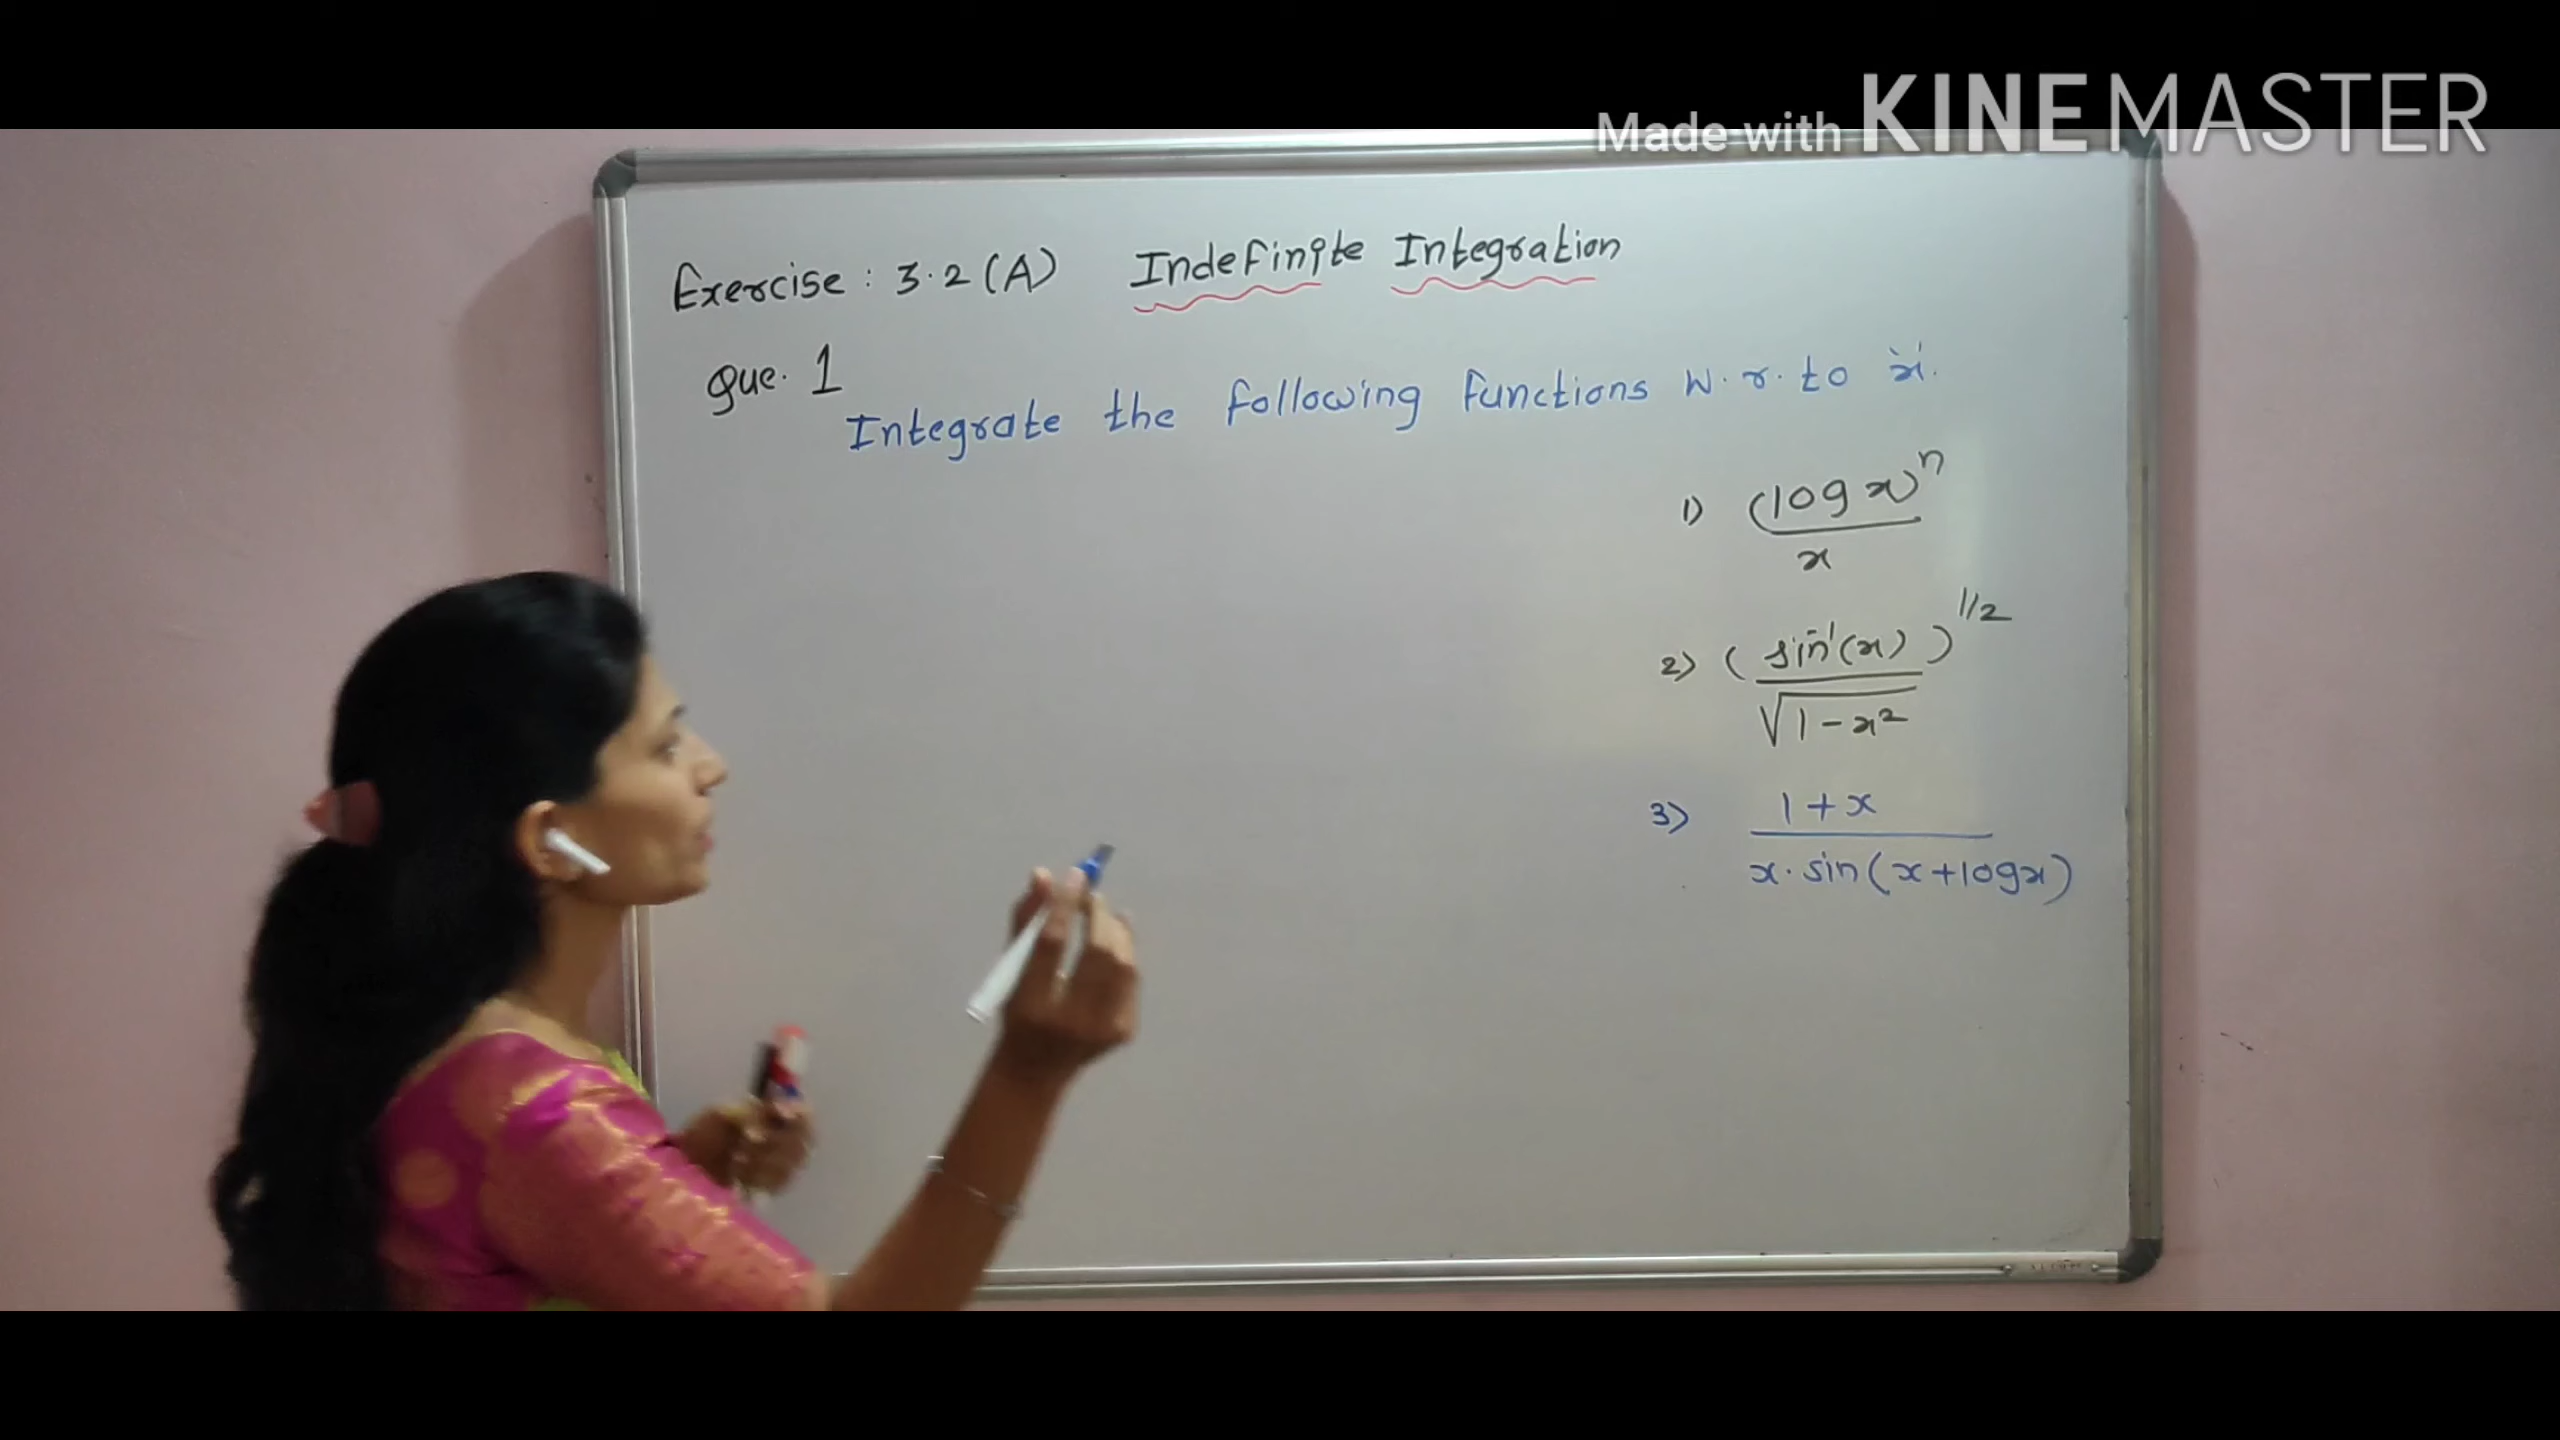 Made with KINEMASTER
Exercise : 3.2 (A) Indefinite Integration
Que. 1
Integrate the following functions w.r.to 'x'.
1) (log x)^n / x
2) ( sin⁻¹(x) / √1-x² )^1/2
3) 1+x / x.sin(x+logx)